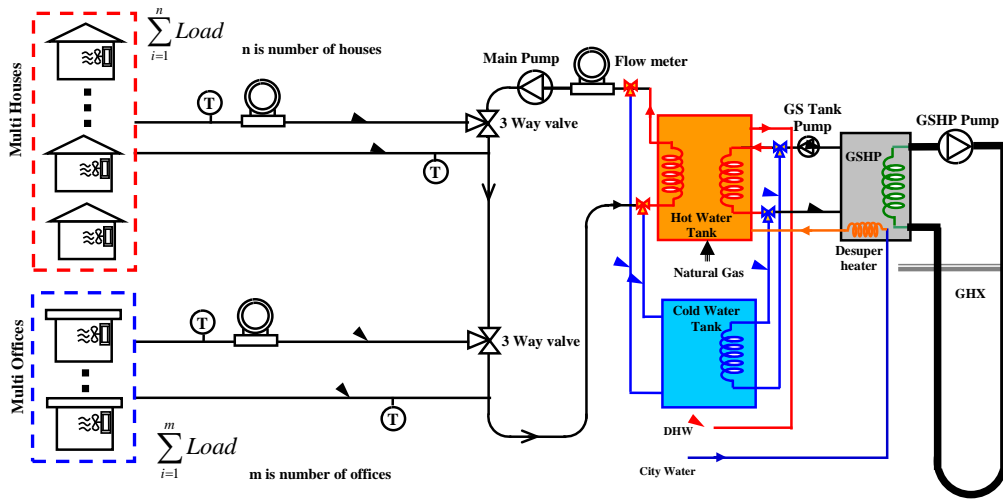 n
∑ Load
i=1
n is number of houses
Multi Houses
T
T
Main Pump
Flow meter
3 Way valve
GS Tank
Pump
GSHP Pump
GSHP
Hot Water
Tank
Natural Gas
Desuper
heater
GHX
Cold Water
Tank
Multi Offices
T
T
3 Way valve
m
∑ Load
i=1
m is number of offices
DHW
City Water